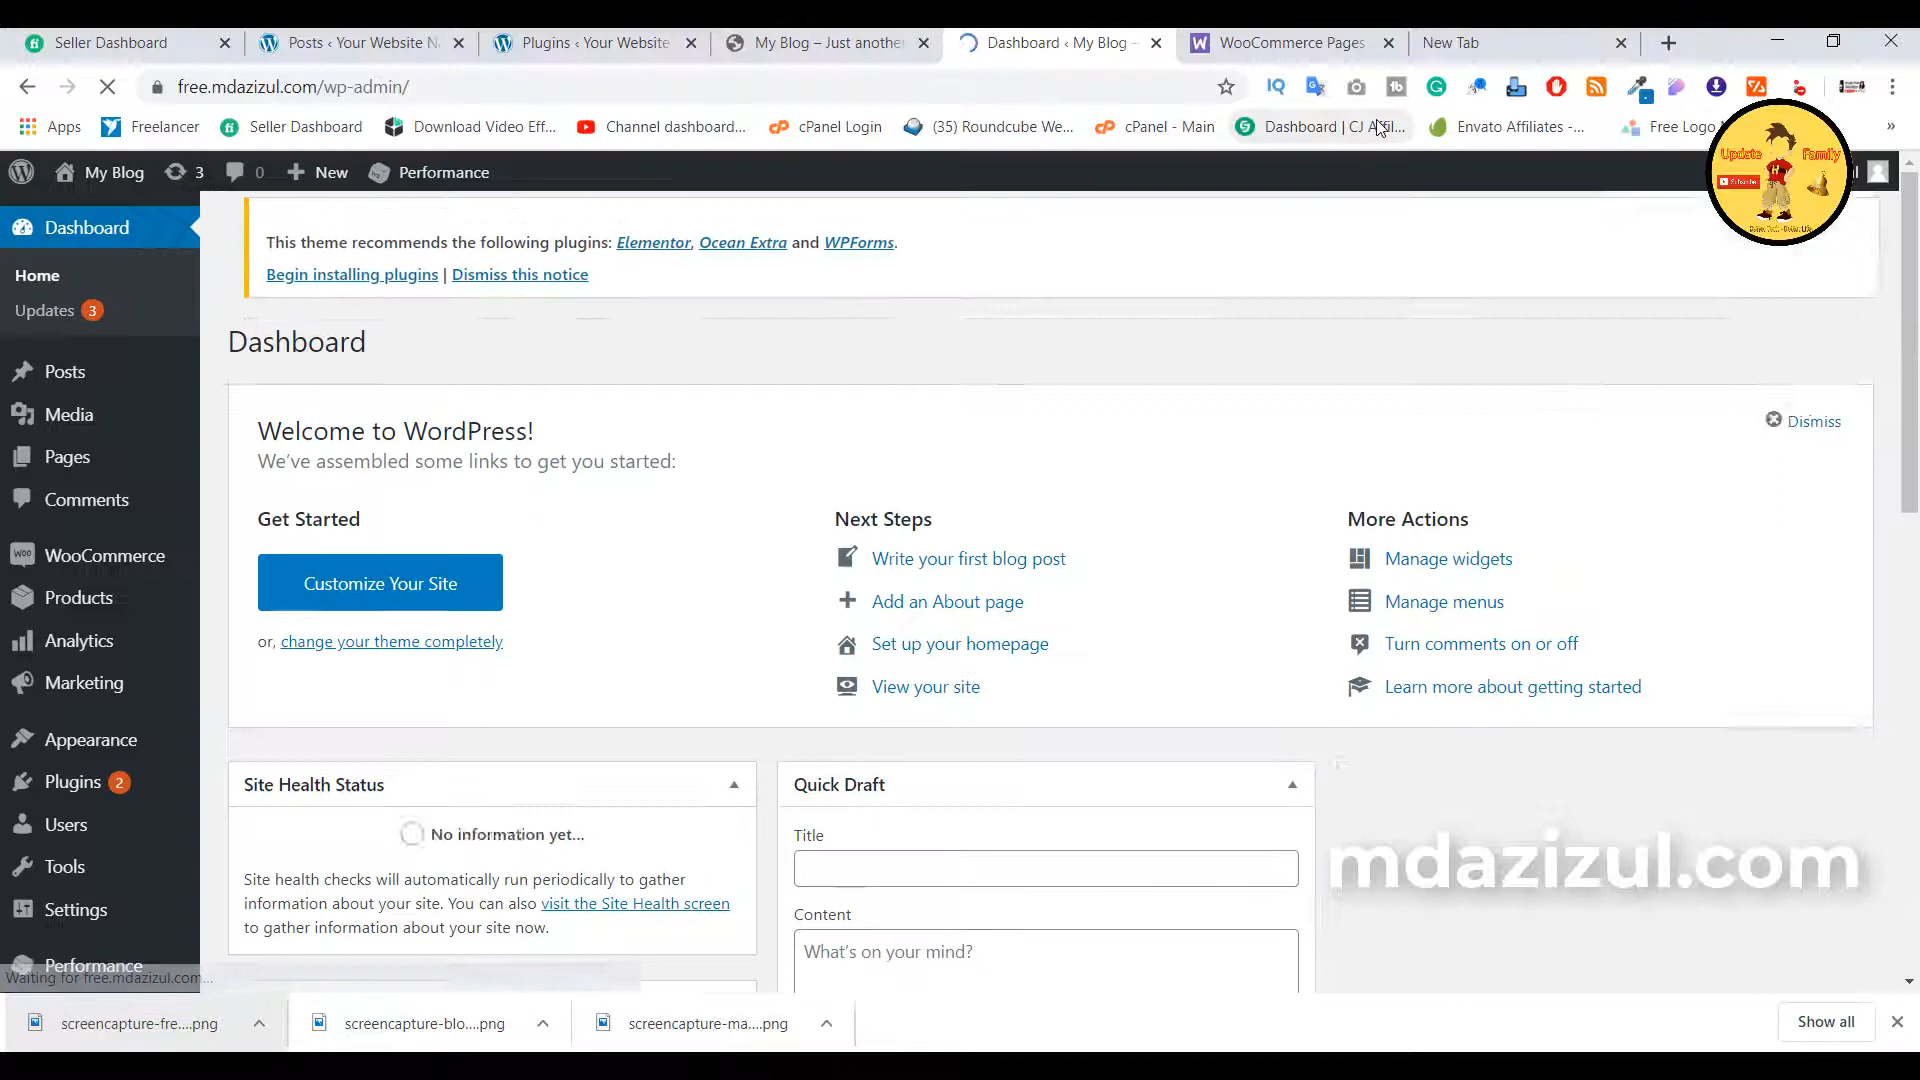 Seller Dashboard
Posts ‹ Your Website N
Plugins ‹ Your Website
My Blog – Just another
Dashboard ‹ My Blog –
WooCommerce Pages
New Tab
free.mdazizul.com/wp-admin/
Apps
Freelancer
Seller Dashboard
Download Video Eff...
Channel dashboard...
cPanel Login
(35) Roundcube We...
cPanel - Main
Dashboard | CJ Affil...
Envato Affiliates -...
Free Logo
Update Family
Subscribe
My Blog
3
0
New
Performance
Dashboard
Home
Updates 3
Posts
Media
Pages
Comments
WooCommerce
Products
Analytics
Marketing
Appearance
Plugins 2
Users
Tools
Settings
Performance
Waiting for free.mdazizul.com...
This theme recommends the following plugins: Elementor, Ocean Extra and WPForms.
Begin installing plugins | Dismiss this notice
Dashboard
Welcome to WordPress!
Dismiss
We've assembled some links to get you started:
Get Started
Customize Your Site
or, change your theme completely
Next Steps
Write your first blog post
Add an About page
Set up your homepage
View your site
More Actions
Manage widgets
Manage menus
Turn comments on or off
Learn more about getting started
Site Health Status
No information yet...
Site health checks will automatically run periodically to gather
information about your site. You can also visit the Site Health screen
to gather information about your site now.
Quick Draft
Title
Content
What's on your mind?
mdazizul.com
screencapture-fre....png
screencapture-blo....png
screencapture-ma....png
Show all